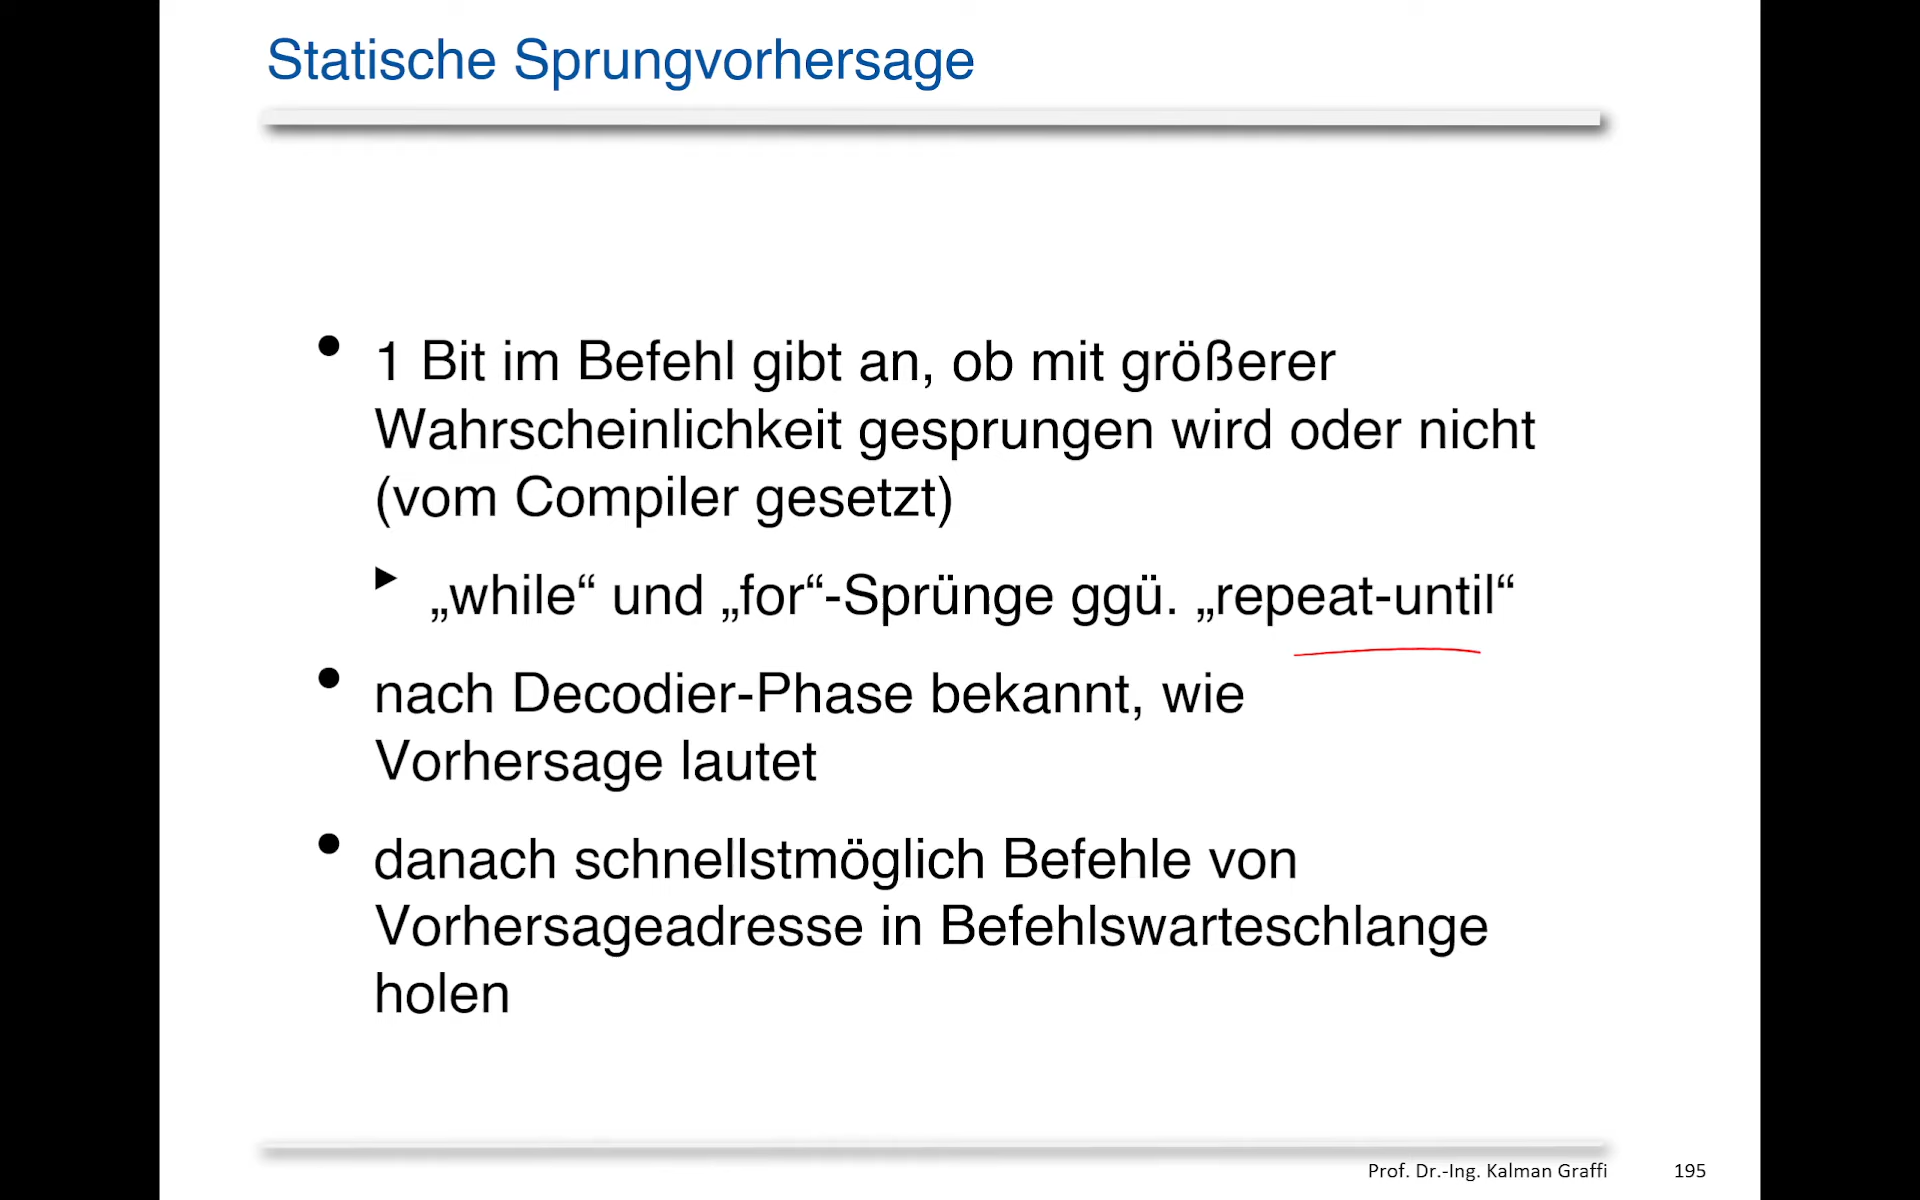 Statische Sprungvorhersage
• 1 Bit im Befehl gibt an, ob mit größerer
Wahrscheinlichkeit gesprungen wird oder nicht
(vom Compiler gesetzt)
‣ „while“ und „for“-Sprünge ggü. „repeat-until“
• nach Decodier-Phase bekannt, wie
Vorhersage lautet
• danach schnellstmöglich Befehle von
Vorhersageadresse in Befehlswarteschlange
holen
Prof. Dr.-Ing. Kalman Graffi 195